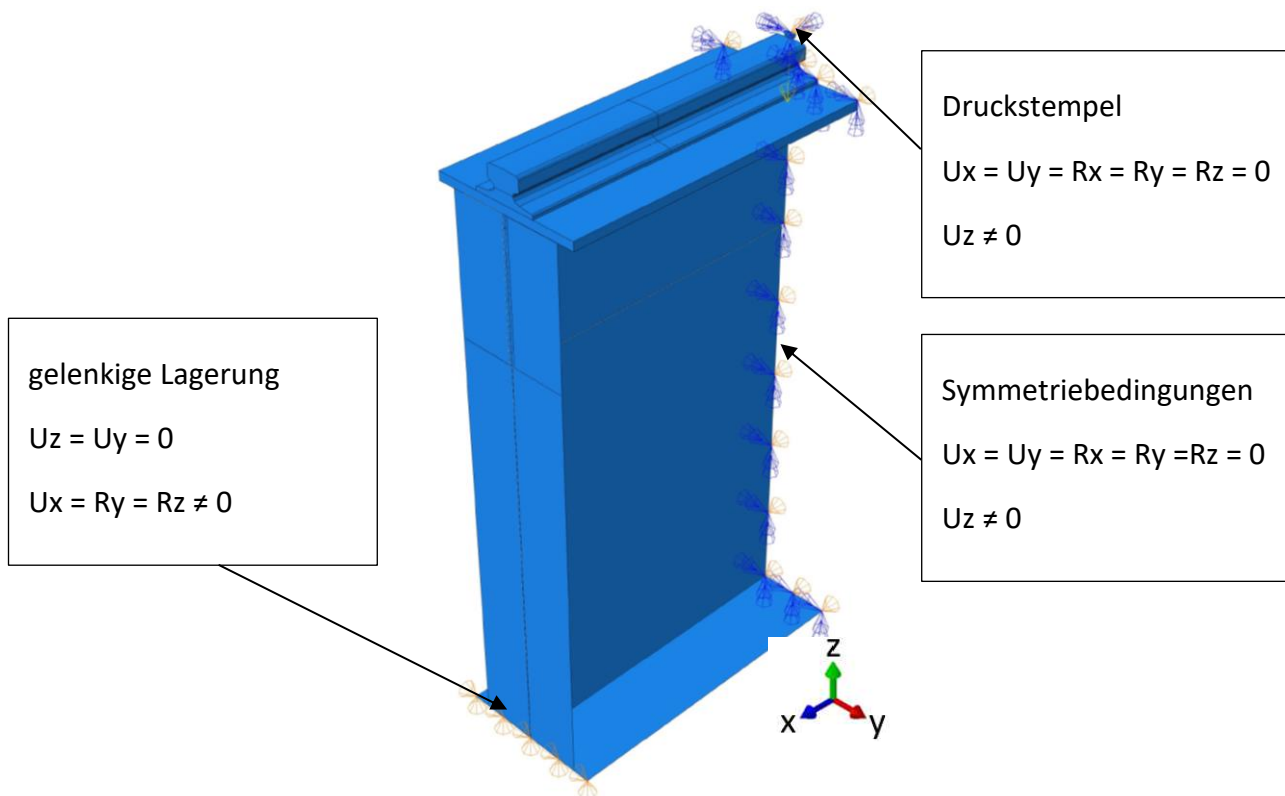 Druckstempel
Ux = Uy = Rx = Ry = Rz = 0
Uz ≠ 0
gelenkige Lagerung
Uz = Uy = 0
Ux = Ry = Rz ≠ 0
Symmetriebedingungen
Ux = Uy = Rx = Ry =Rz = 0
Uz ≠ 0
z
x
y